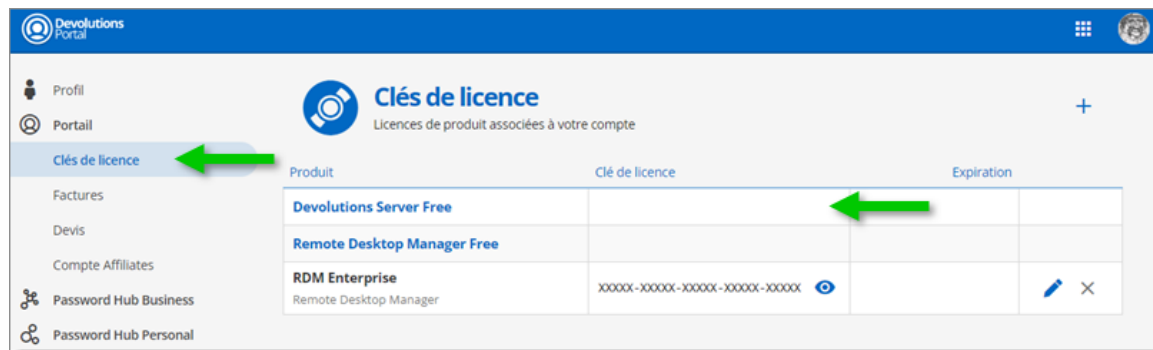 Devolutions
Portal
Profil
Portail
Clés de licence
Factures
Devis
Compte Affiliates
Password Hub Business
Password Hub Personal
Clés de licence
Licences de produit associées à votre compte
Produit Clé de licence Expiration
Devolutions Server Free
Remote Desktop Manager Free
RDM Enterprise
Remote Desktop Manager
XXXXX-XXXXX-XXXXX-XXXXX-XXXXX